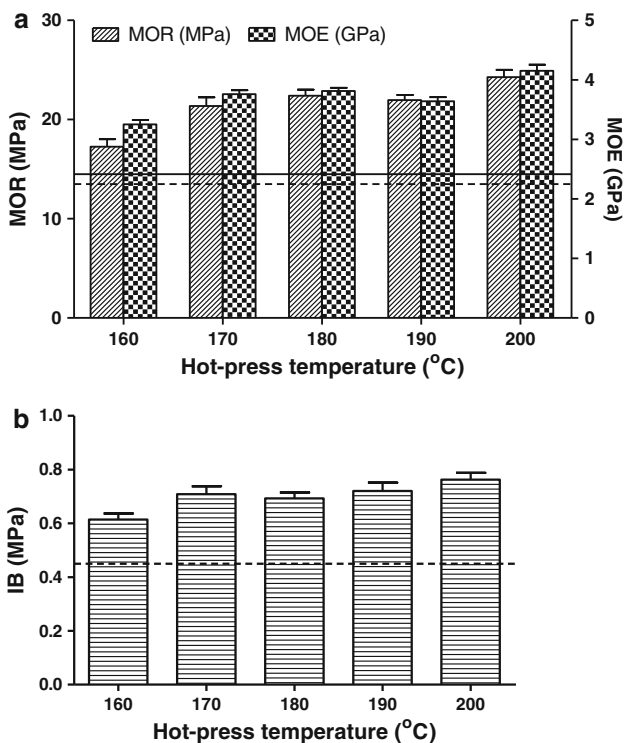 a
MOR (MPa) MOE (GPa)
30
20
10
0
MOR (MPa)
5
4
3
2
1
0
MOE (GPa)
160 170 180 190 200
Hot-press temperature (°C)
b
1.0
0.8
0.6
0.4
0.2
0.0
IB (MPa)
160 170 180 190 200
Hot-press temperature (°C)